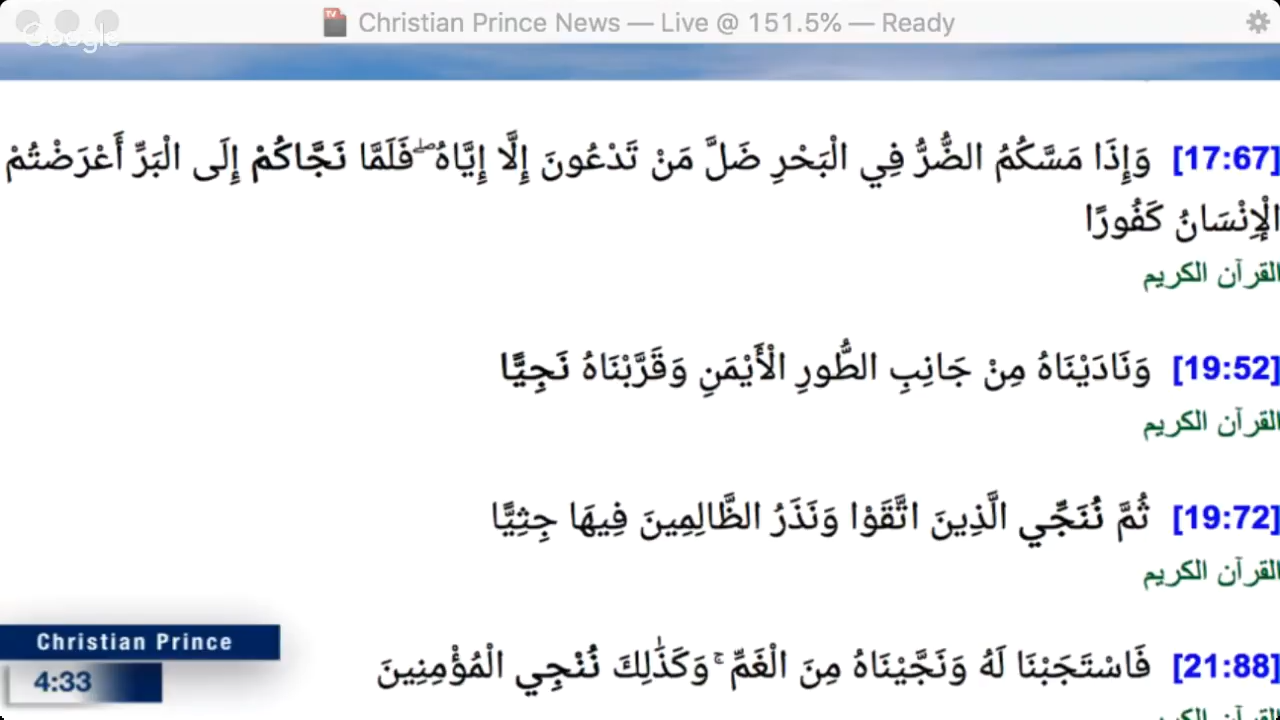 Christian Prince News — Live @ 151.5% — Ready
Google
[17:67] وَإِذَا مَسَّكُمُ الضُّرُّ فِي الْبَحْرِ ضَلَّ مَنْ تَدْعُونَ إِلَّا إِيَّاهُ ۖ فَلَمَّا نَجَّاكُمْ إِلَى الْبَرِّ أَعْرَضْتُمْ
الْإِنْسَانُ كَفُورًا
القرآن الكريم
[19:52] وَنَادَيْنَاهُ مِنْ جَانِبِ الطُّورِ الْأَيْمَنِ وَقَرَّبْنَاهُ نَجِيًّا
القرآن الكريم
[19:72] ثُمَّ نُنَجِّي الَّذِينَ اتَّقَوْا وَنَذَرُ الظَّالِمِينَ فِيهَا جِثِيًّا
القرآن الكريم
[21:88] فَاسْتَجَبْنَا لَهُ وَنَجَّيْنَاهُ مِنَ الْغَمِّ ۚ وَكَذَٰلِكَ نُنْجِي الْمُؤْمِنِينَ
Christian Prince
4:33